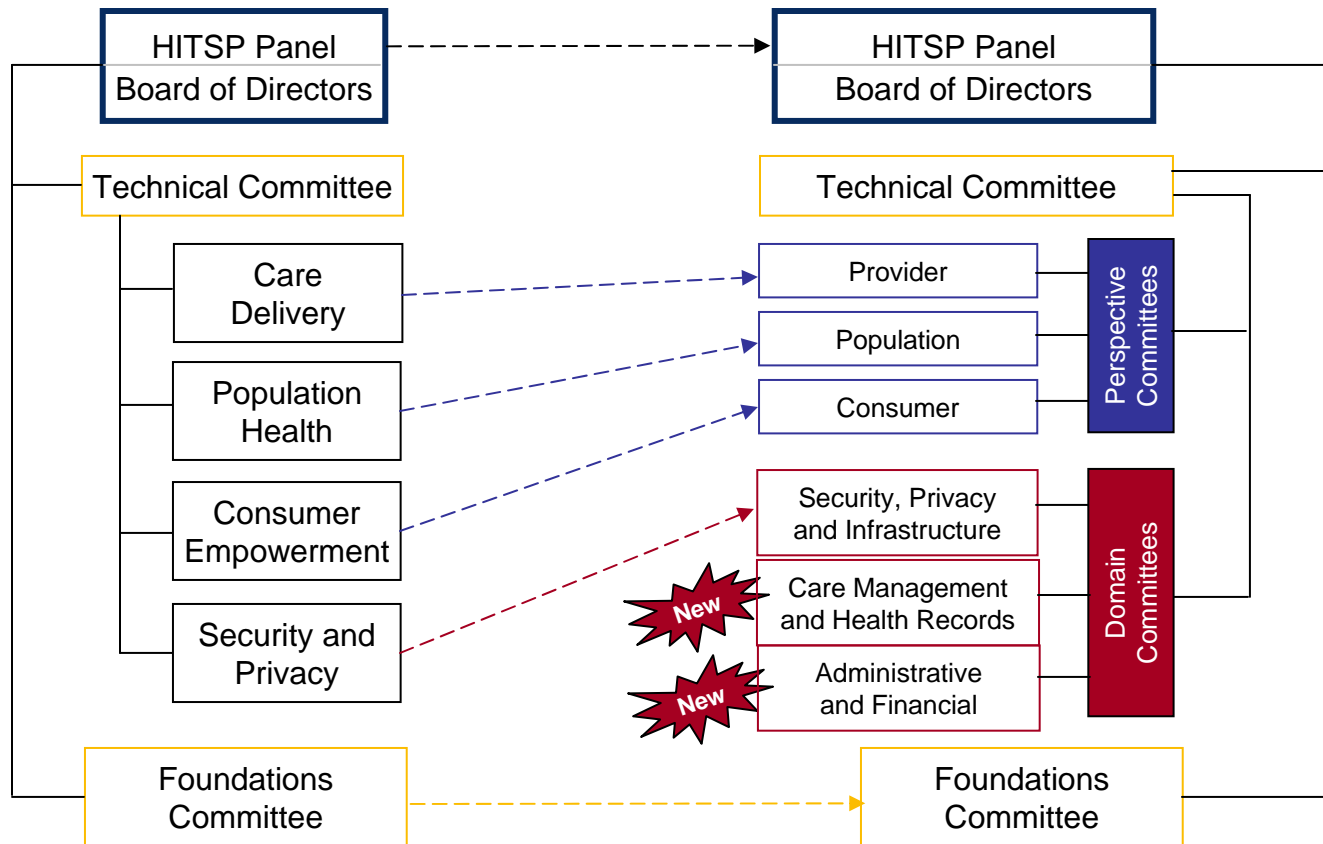 HITSP Panel
Board of Directors
HITSP Panel
Board of Directors
Technical Committee
Technical Committee
Care
Delivery
Population
Health
Consumer
Empowerment
Security and
Privacy
Provider
Population
Consumer
Perspective
Committees
Security, Privacy
and Infrastructure
New
Care Management
and Health Records
New
Administrative
and Financial
Domain
Committees
Foundations
Committee
Foundations
Committee